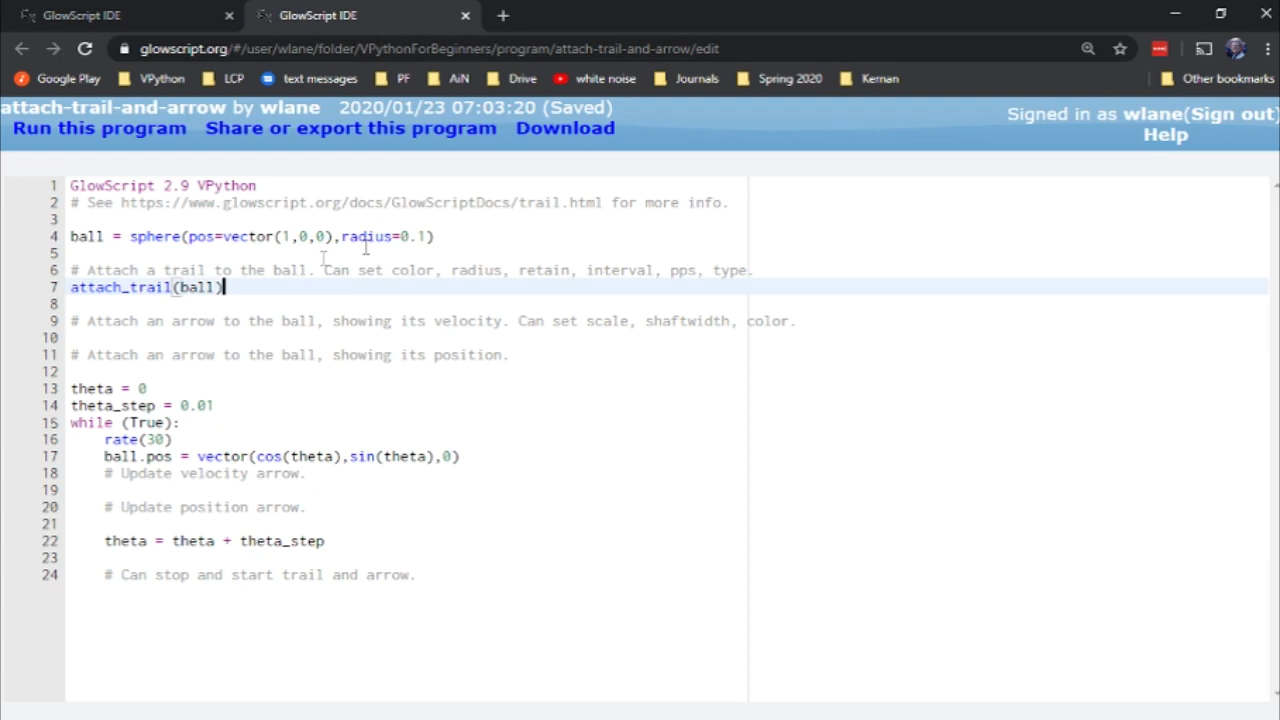 GlowScript IDE
GlowScript IDE
glowscript.org/#/user/wlane/folder/VPythonForBeginners/program/attach-trail-and-arrow/edit
Google Play VPython LCP text messages PF AiN Drive white noise Journals Spring 2020 Kernan Other bookmarks
attach-trail-and-arrow by wlane 2020/01/23 07:03:20 (Saved)
Signed in as wlane(Sign out)
Run this program Share or export this program Download
Help
1 GlowScript 2.9 VPython
2 # See https://www.glowscript.org/docs/GlowScriptDocs/trail.html for more info.
3
4 ball = sphere(pos=vector(1,0,0),radius=0.1)
5
6 # Attach a trail to the ball. Can set color, radius, retain, interval, pps, type.
7 attach_trail(ball)
8
9 # Attach an arrow to the ball, showing its velocity. Can set scale, shaftwidth, color.
10
11 # Attach an arrow to the ball, showing its position.
12
13 theta = 0
14 theta_step = 0.01
15 while (True):
16     rate(30)
17     ball.pos = vector(cos(theta),sin(theta),0)
18     # Update velocity arrow.
19
20     # Update position arrow.
21
22     theta = theta + theta_step
23
24     # Can stop and start trail and arrow.